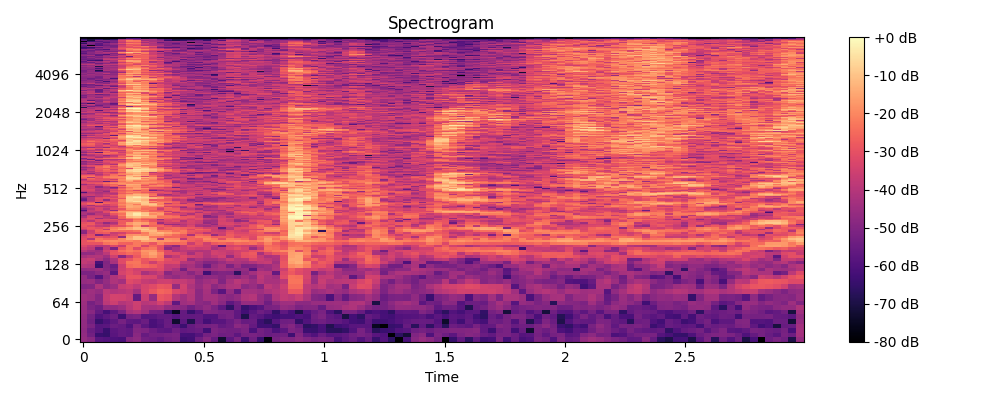 Spectrogram
+0 dB
4096
-10 dB
2048
-20 dB
1024
-30 dB
Hz
512
-40 dB
256
-50 dB
128
-60 dB
64
-70 dB
0
-80 dB
0 0.5 1 1.5 2 2.5
Time